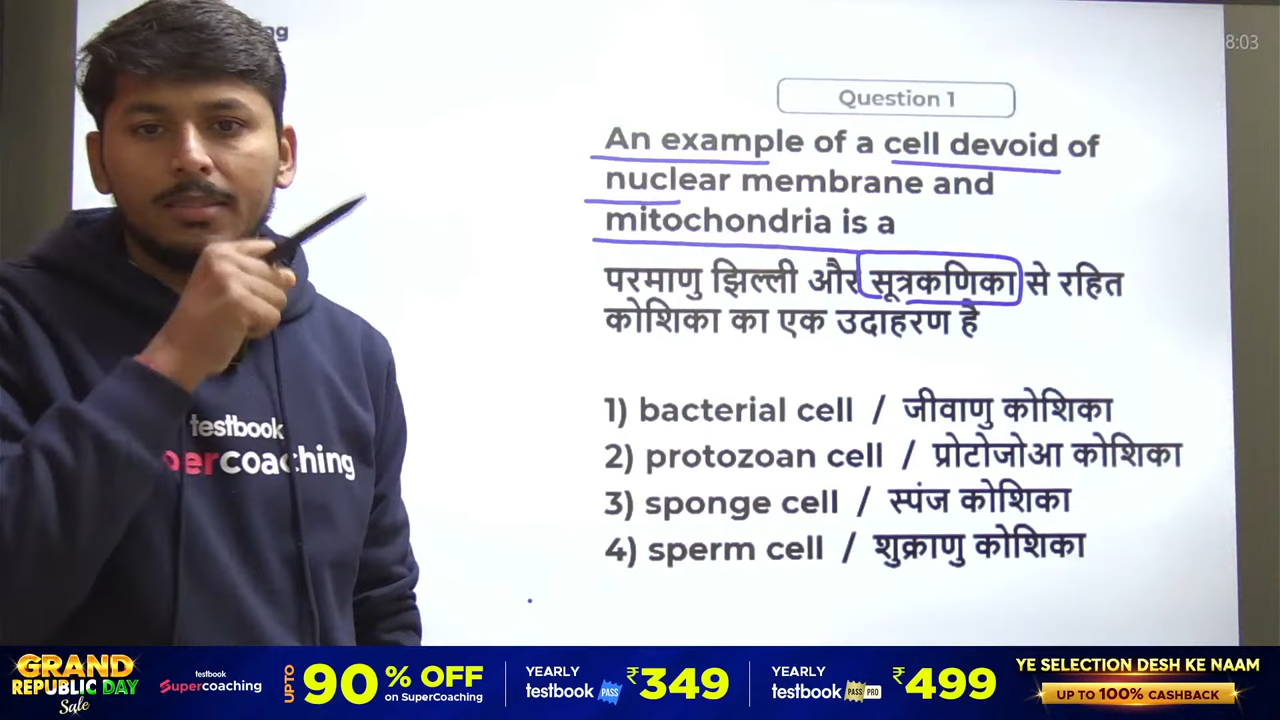 8:03
Question 1
An example of a cell devoid of
nuclear membrane and
mitochondria is a
परमाणु झिल्ली और सूत्रकणिका से रहित
कोशिका का एक उदाहरण है
1) bacterial cell / जीवाणु कोशिका
2) protozoan cell / प्रोटोजोआ कोशिका
3) sponge cell / स्पंज कोशिका
4) sperm cell / शुक्राणु कोशिका
testbook
percoaching
GRAND
REPUBLIC DAY
Sale
testbook
Supercoaching
UPTO
90% OFF
on SuperCoaching
YEARLY
testbook PASS
₹349
YEARLY
testbook PASS PRO
₹499
YE SELECTION DESH KE NAAM
UP TO 100% CASHBACK